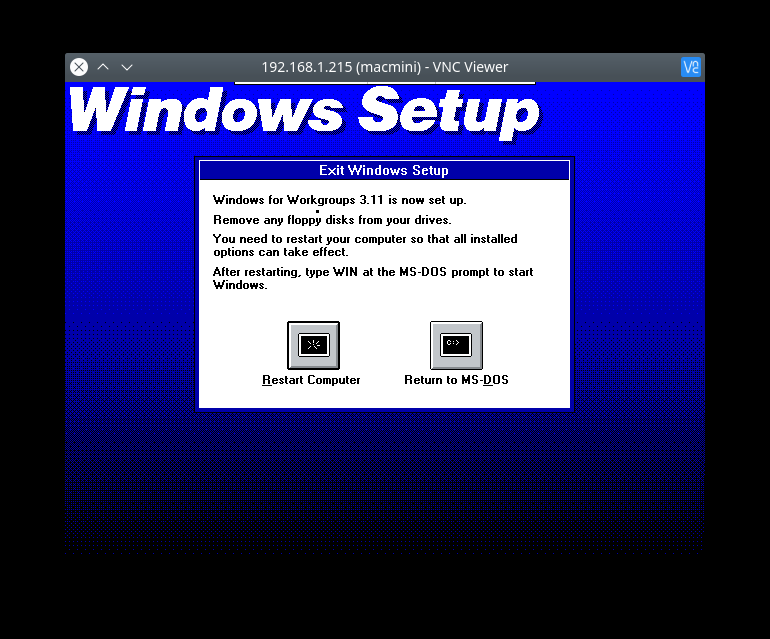 192.168.1.215 (macmini) - VNC Viewer
Windows Setup
Exit Windows Setup
Windows for Workgroups 3.11 is now set up.
Remove any floppy disks from your drives.
You need to restart your computer so that all installed
options can take effect.
After restarting, type WIN at the MS-DOS prompt to start
Windows.
C:>
Restart Computer
Return to MS-DOS